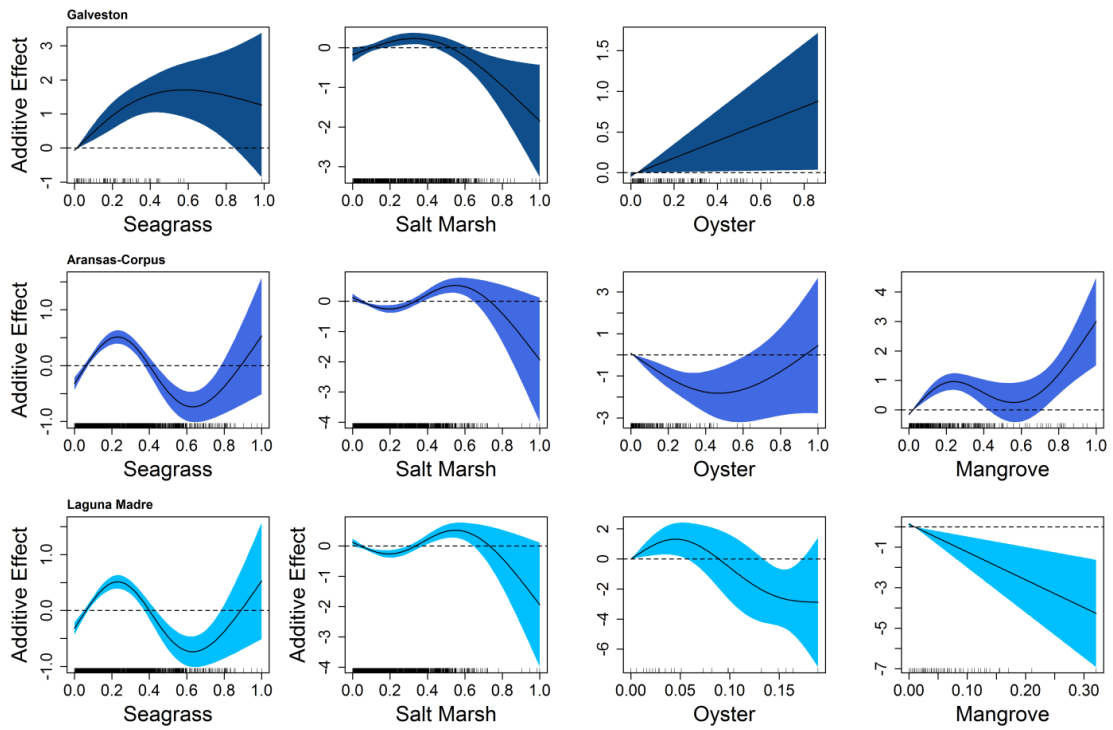 Galveston
Additive Effect
3
2
1
0
-1
0.0 0.2 0.4 0.6 0.8 1.0
Seagrass
0
-1
-2
-3
0.0 0.2 0.4 0.6 0.8 1.0
Salt Marsh
1.5
1.0
0.5
0.0
0.0 0.2 0.4 0.6 0.8
Oyster
Aransas-Corpus
Additive Effect
1.0
0.0
-1.0
0.0 0.2 0.4 0.6 0.8 1.0
Seagrass
0
-1
-2
-3
-4
0.0 0.2 0.4 0.6 0.8 1.0
Salt Marsh
3
1
-1
-3
0.0 0.2 0.4 0.6 0.8 1.0
Oyster
4
3
2
1
0
0.0 0.2 0.4 0.6 0.8 1.0
Mangrove
Laguna Madre
Additive Effect
1.0
0.0
-1.0
0.0 0.2 0.4 0.6 0.8 1.0
Seagrass
Additive Effect
0
-1
-2
-3
-4
0.0 0.2 0.4 0.6 0.8 1.0
Salt Marsh
2
0
-2
-4
-6
0.00 0.05 0.10 0.15
Oyster
-1
-3
-5
-7
0.00 0.10 0.20 0.30
Mangrove